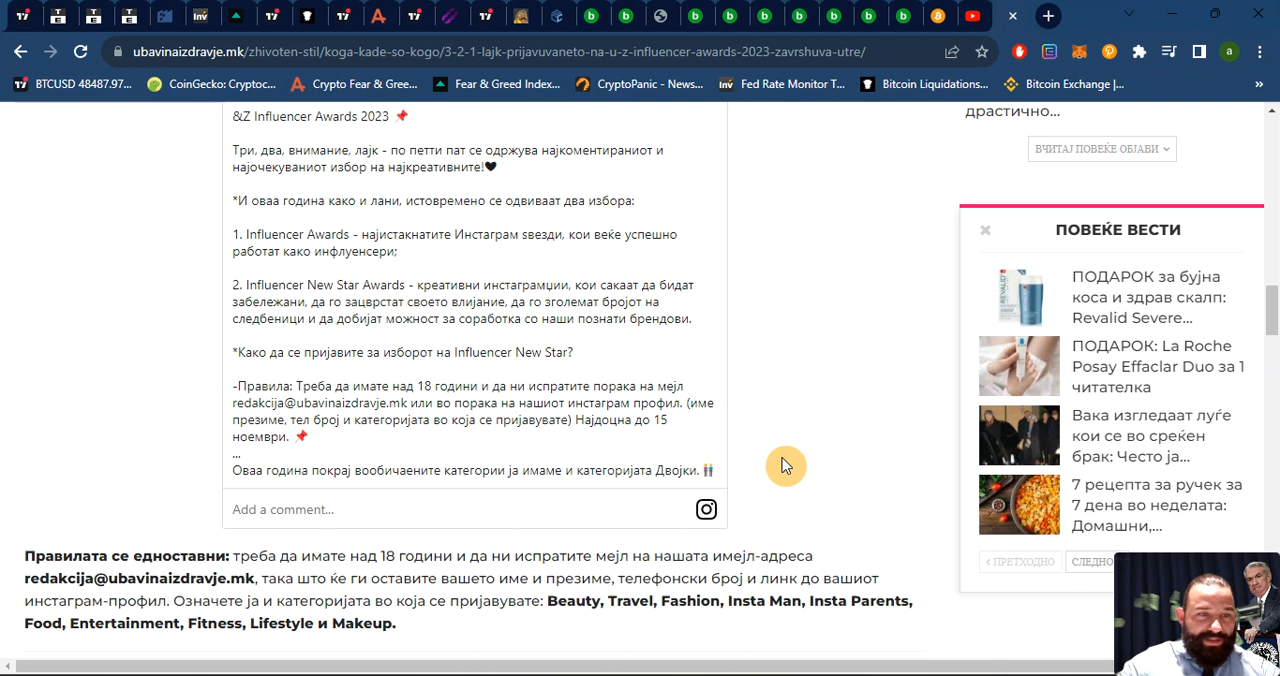 ubavinaizdravje.mk/zhivoten-stil/koga-kade-so-kogo/3-2-1-lajk-prijavuvaneto-na-u-z-influencer-awards-2023-zavrshuva-utre/
BTCUSD 48487.97...
CoinGecko: Cryptoc...
Crypto Fear & Gree...
Fear & Greed Index...
CryptoPanic - News...
Fed Rate Monitor T...
Bitcoin Liquidations...
Bitcoin Exchange |...
&Z Influencer Awards 2023 📌
Три, два, внимание, лајк - по петти пат се одржува најкоментираниот и
најочекуваниот избор на најкреативните!🖤
*И оваа година како и лани, истовремено се одвиваат два избора:
1. Influencer Awards - најистакнатите Инстаграм ѕвезди, кои веќе успешно
работат како инфлуенсери;
2. Influencer New Star Awards - креативни инстаграмџии, кои сакаат да бидат
забележани, да го зацврстат своето влијание, да го зголемат бројот на
следбеници и да добијат можност за соработка со наши познати брендови.
*Како да се пријавите за изборот на Influencer New Star?
-Правила: Треба да имате над 18 години и да ни испратите порака на мејл
redakcija@ubavinaizdravje.mk или во порака на нашиот инстаграм профил. (име
презиме, тел број и категоријата во која се пријавувате) Најдоцна до 15
ноември. 📌
...
Оваа година покрај вообичаените категории ја имаме и категоријата Двојки. 👫
Add a comment...
Правилата се едноставни: треба да имате над 18 години и да ни испратите мејл на нашата имејл-адреса
redakcija@ubavinaizdravje.mk, така што ќе ги оставите вашето име и презиме, телефонски број и линк до вашиот
инстаграм-профил. Означете ја и категоријата во која се пријавувате: Beauty, Travel, Fashion, Insta Man, Insta Parents,
Food, Entertainment, Fitness, Lifestyle и Makeup.
драстично...
ВЧИТАЈ ПОВЕЌЕ ОБЈАВИ
ПОВЕЌЕ ВЕСТИ
ПОДАРОК за бујна
коса и здрав скалп:
Revalid Severe...
ПОДАРОК: La Roche
Posay Effaclar Duo за 1
читателка
Вака изгледаат луѓе
кои се во среќен
брак: Често ја...
7 рецепта за ручек за
7 дена во неделата:
Домашни,...
ПРЕТХОДНО
СЛЕДНО